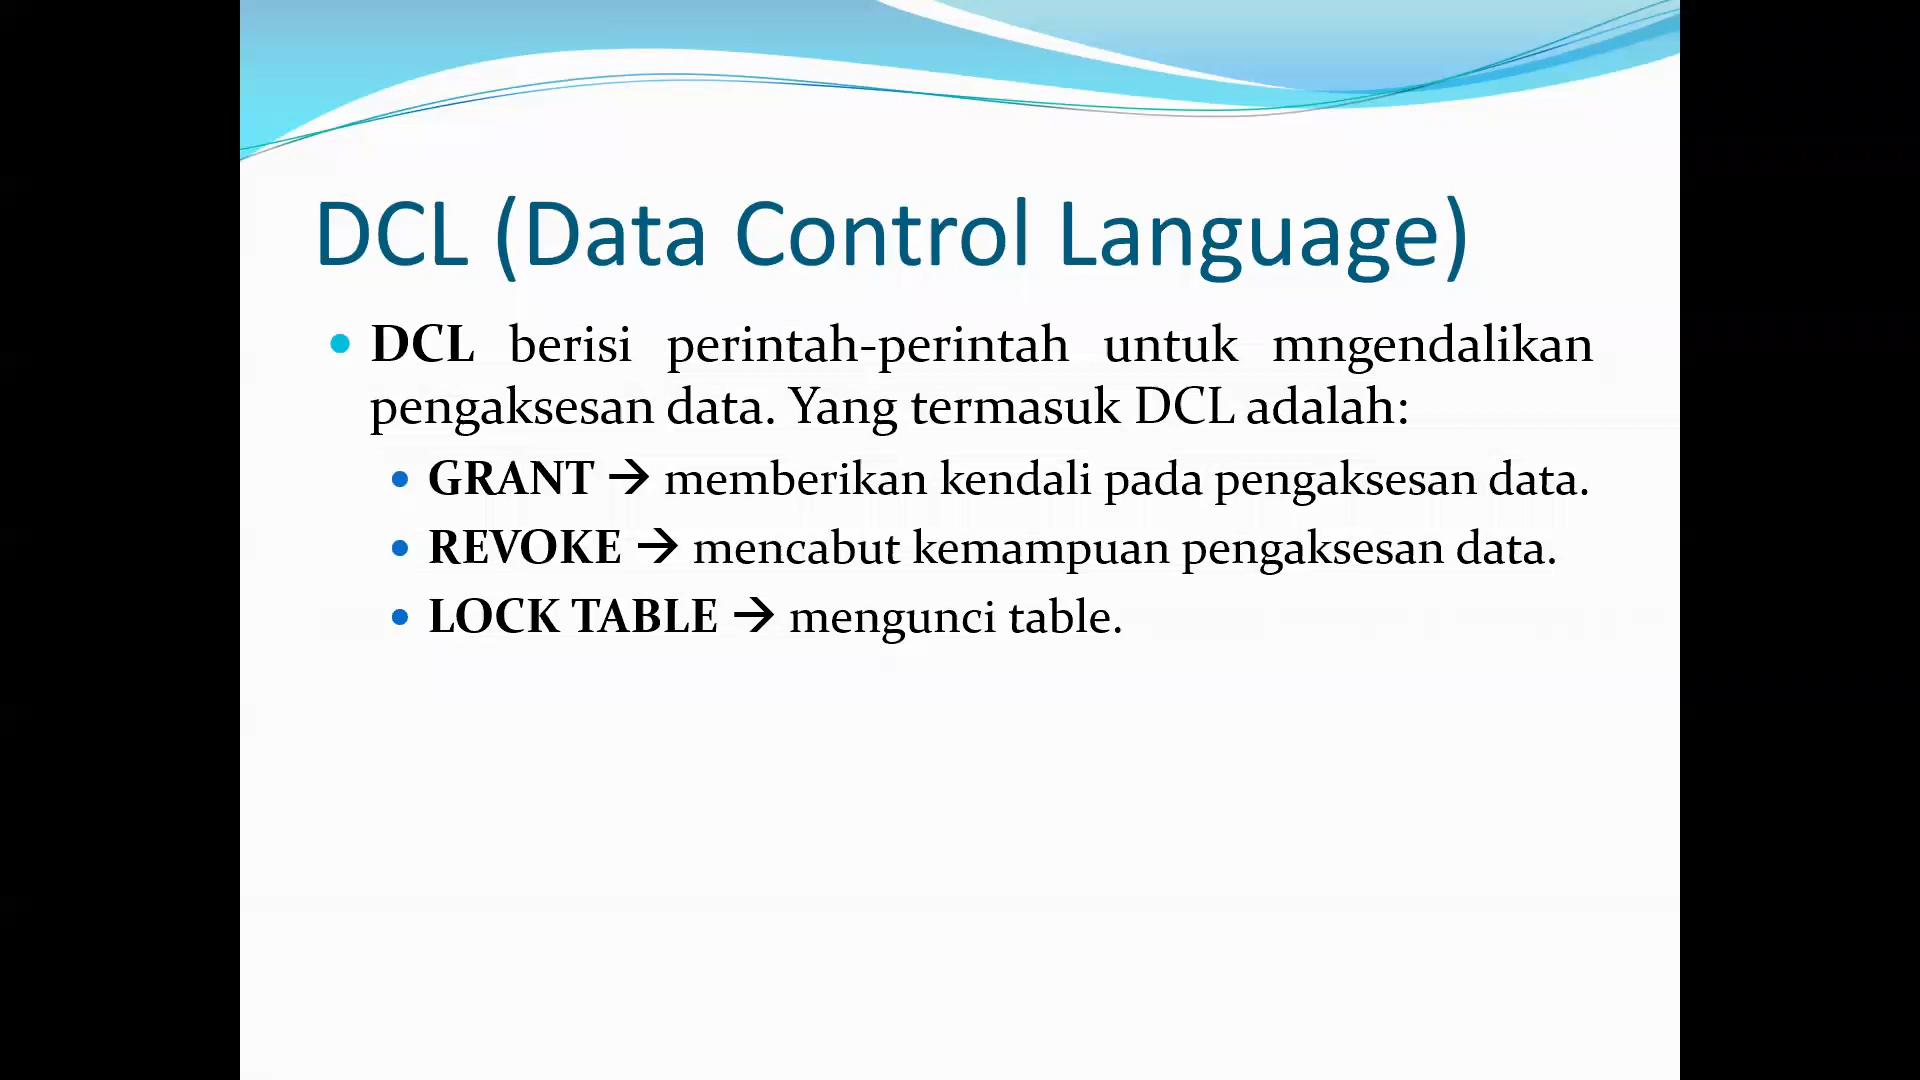 DCL (Data Control Language)
• DCL berisi perintah-perintah untuk mngendalikan
pengaksesan data. Yang termasuk DCL adalah:
• GRANT → memberikan kendali pada pengaksesan data.
• REVOKE → mencabut kemampuan pengaksesan data.
• LOCK TABLE → mengunci table.